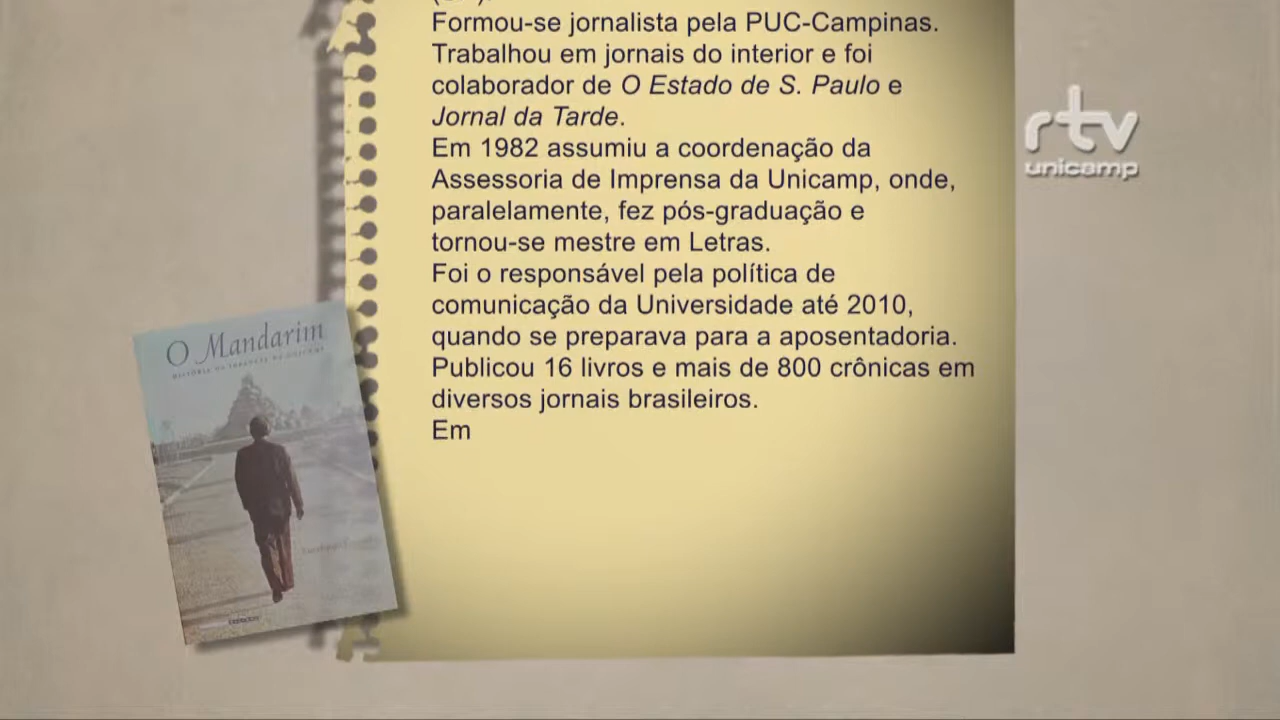 Formou-se jornalista pela PUC-Campinas.
Trabalhou em jornais do interior e foi
colaborador de O Estado de S. Paulo e
Jornal da Tarde.
Em 1982 assumiu a coordenação da
Assessoria de Imprensa da Unicamp, onde,
paralelamente, fez pós-graduação e
tornou-se mestre em Letras.
Foi o responsável pela política de
comunicação da Universidade até 2010,
quando se preparava para a aposentadoria.
Publicou 16 livros e mais de 800 crônicas em
diversos jornais brasileiros.
Em
rtv
unicamp
O Mandarim